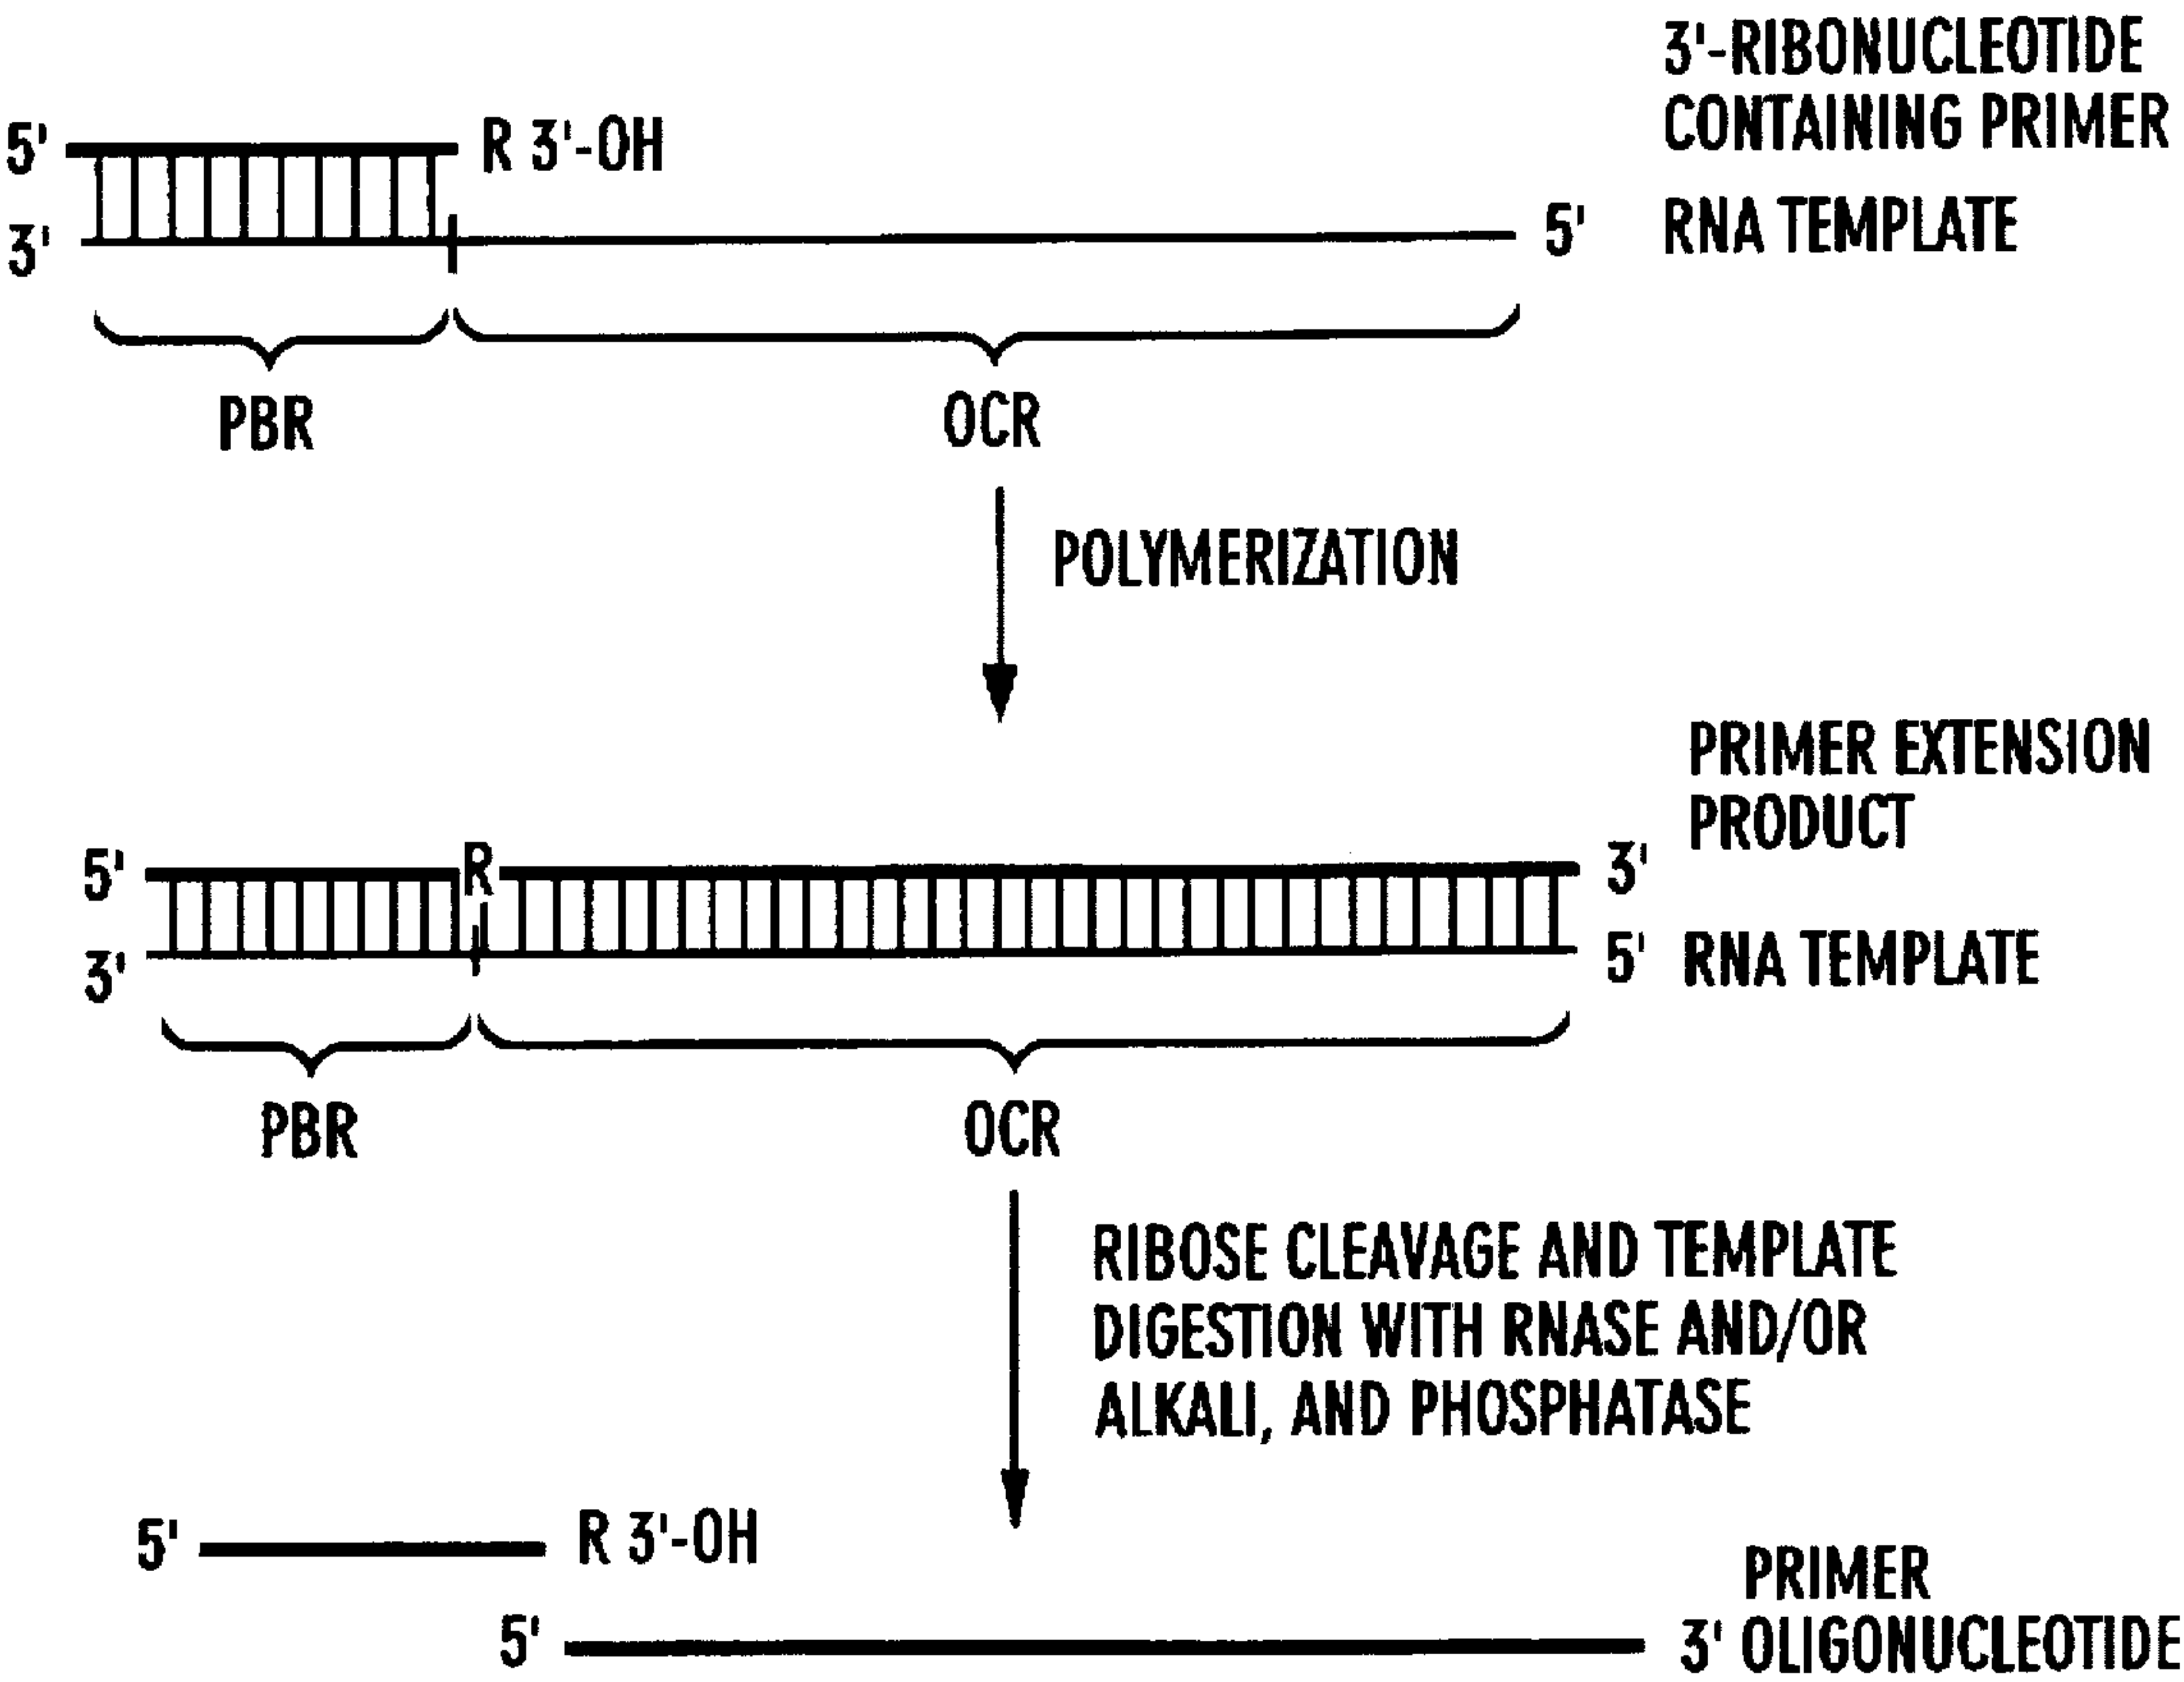 3'-RIBONUCLEOTIDE
CONTAINING PRIMER
5' R 3'-OH
3' 5' RNA TEMPLATE
PBR OCR
POLYMERIZATION
PRIMER EXTENSION
PRODUCT
5' R 3'
3' 5' RNA TEMPLATE
PBR OCR
RIBOSE CLEAVAGE AND TEMPLATE
DIGESTION WITH RNASE AND/OR
ALKALI, AND PHOSPHATASE
5' R 3'-OH
PRIMER
5' 3' OLIGONUCLEOTIDE